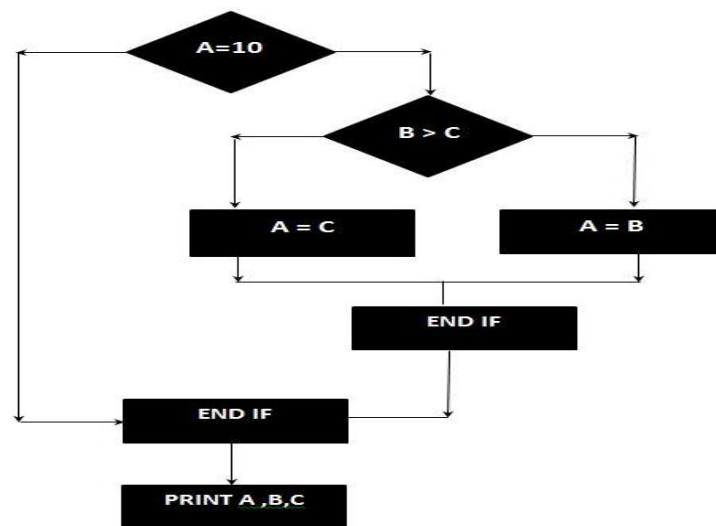 A=10
B > C
A = C
A = B
END IF
END IF
PRINT A ,B,C